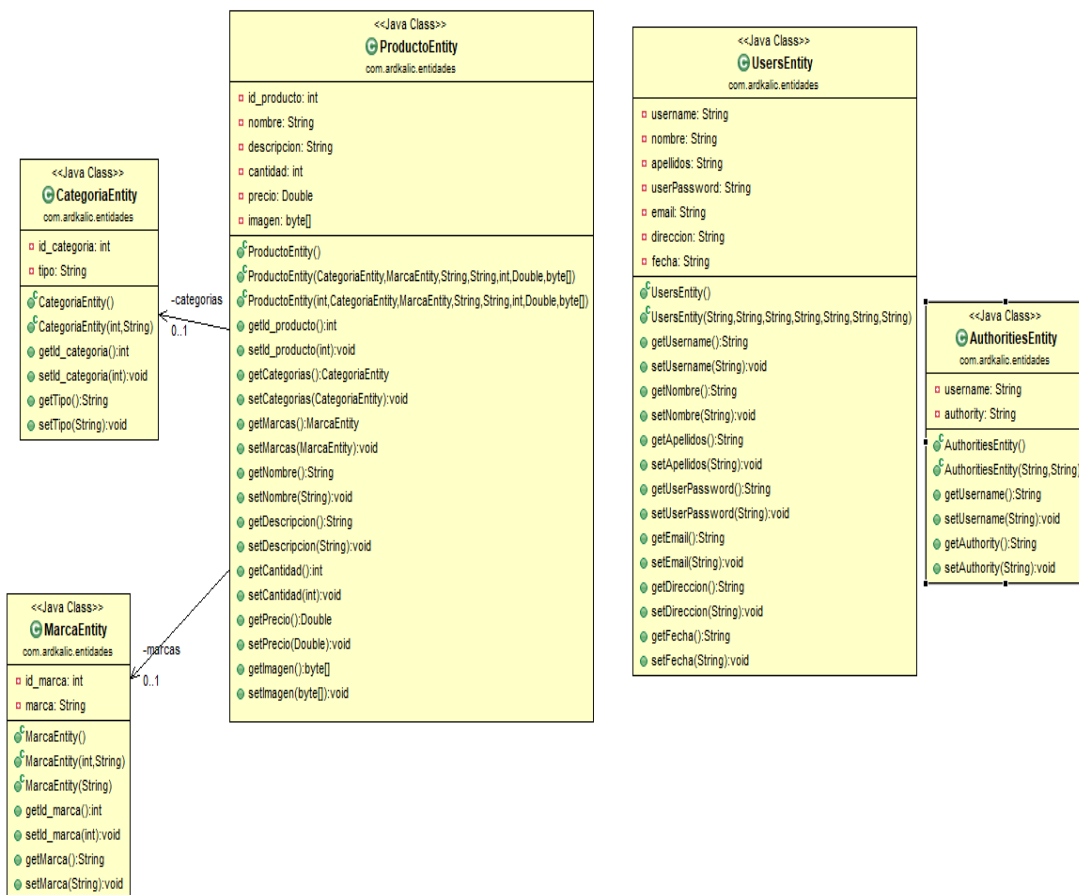 <<Java Class>>
CategoriaEntity
com.ardkalic.entidades
id_categoria: int
tipo: String
CategoriaEntity()
CategoriaEntity(int,String)
getId_categoria():int
setId_categoria(int):void
getTipo():String
setTipo(String):void
-categorias
0..1
<<Java Class>>
MarcaEntity
com.ardkalic.entidades
id_marca: int
marca: String
MarcaEntity()
MarcaEntity(int,String)
MarcaEntity(String)
getId_marca():int
setId_marca(int):void
getMarca():String
setMarca(String):void
-marcas
0..1
<<Java Class>>
ProductoEntity
com.ardkalic.entidades
id_producto: int
nombre: String
descripcion: String
cantidad: int
precio: Double
imagen: byte[]
ProductoEntity()
ProductoEntity(CategoriaEntity,MarcaEntity,String,String,int,Double,byte[])
ProductoEntity(int,CategoriaEntity,MarcaEntity,String,String,int,Double,byte[])
getId_producto():int
setId_producto(int):void
getCategorias():CategoriaEntity
setCategorias(CategoriaEntity):void
getMarcas():MarcaEntity
setMarcas(MarcaEntity):void
getNombre():String
setNombre(String):void
getDescripcion():String
setDescripcion(String):void
getCantidad():int
setCantidad(int):void
getPrecio():Double
setPrecio(Double):void
getImagen():byte[]
setImagen(byte[]):void
<<Java Class>>
UsersEntity
com.ardkalic.entidades
username: String
nombre: String
apellidos: String
userPassword: String
email: String
direccion: String
fecha: String
UsersEntity()
UsersEntity(String,String,String,String,String,String,String)
getUsername():String
setUsername(String):void
getNombre():String
setNombre(String):void
getApellidos():String
setApellidos(String):void
getUserPassword():String
setUserPassword(String):void
getEmail():String
setEmail(String):void
getDireccion():String
setDireccion(String):void
getFecha():String
setFecha(String):void
<<Java Class>>
AuthoritiesEntity
com.ardkalic.entidades
username: String
authority: String
AuthoritiesEntity()
AuthoritiesEntity(String,String)
getUsername():String
setUsername(String):void
getAuthority():String
setAuthority(String):void